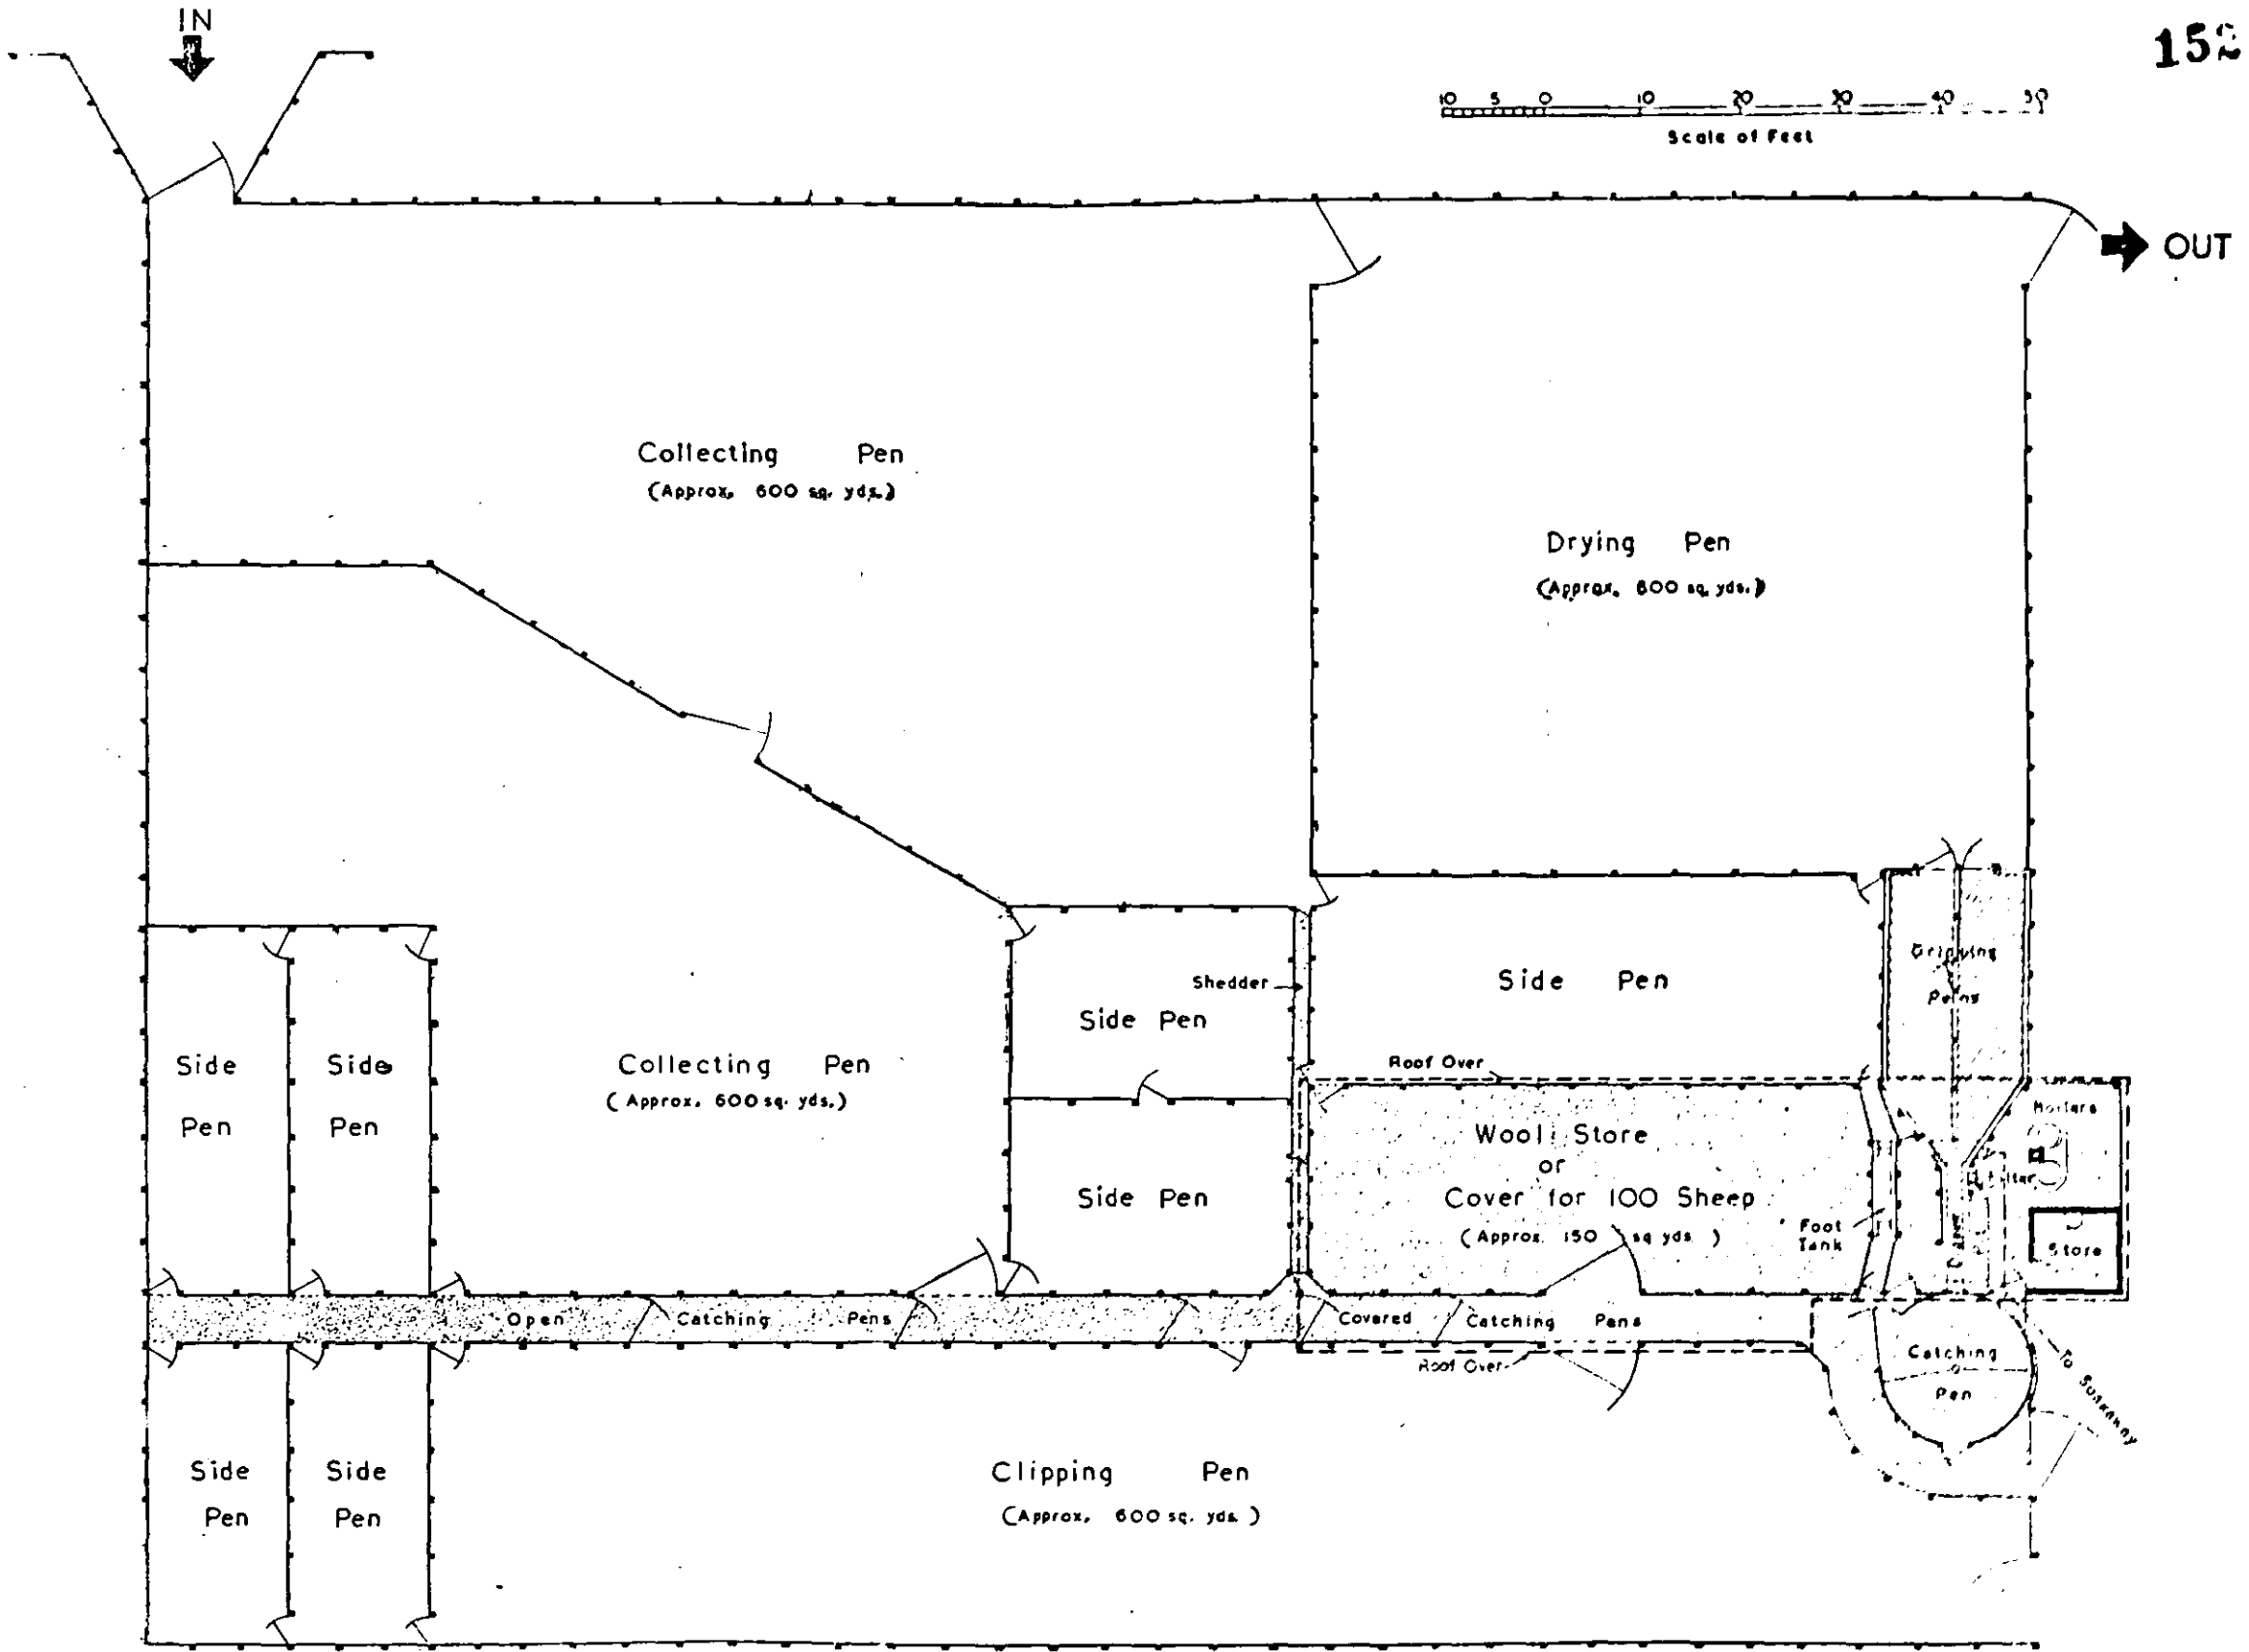 IN
10 5 0 10 20 30 40 50
Scale of Feet
OUT
Collecting Pen
(Approx. 600 sq. yds.)
Drying Pen
(Approx. 600 sq. yds.)
Dripping
Pens
Shedder
Side Pen
Side Pen
Side
Pen
Side
Pen
Collecting Pen
(Approx. 600 sq. yds.)
Roof Over
Wool Store
or
Cover for 100 Sheep
(Approx. 150 sq yds)
Side Pen
Foot
Tank
Store
Open Catching Pens
Covered Catching Pens
Roof Over
Catching
Pen
To
Side
Pen
Side
Pen
Clipping Pen
(Approx. 600 sq. yds.)